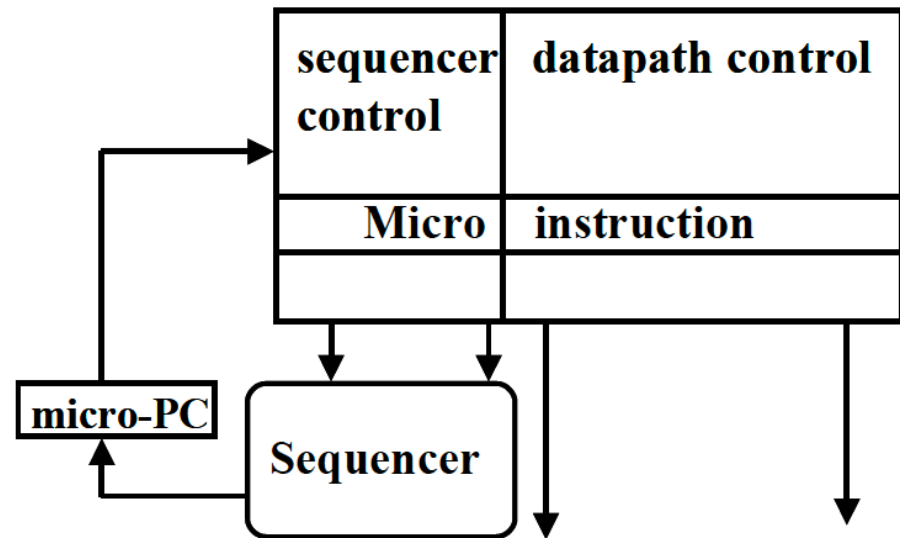 sequencer datapath control
control
Micro instruction
micro-PC
Sequencer